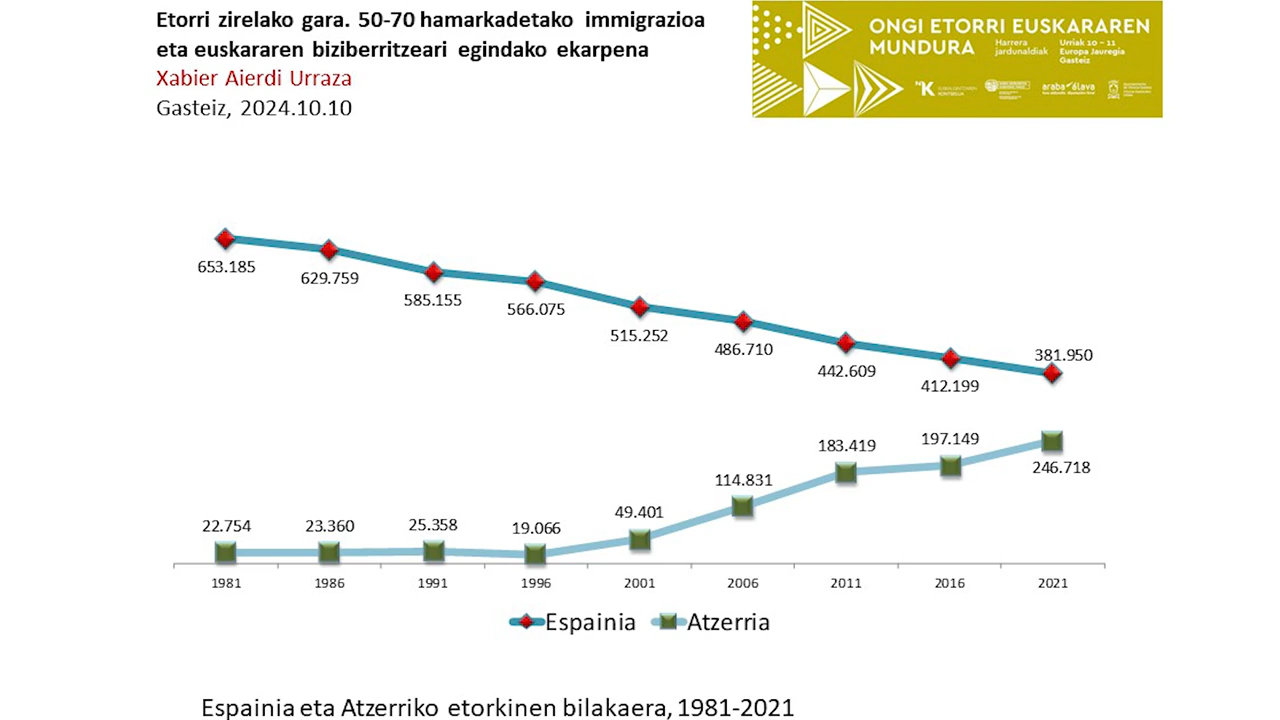 Etorri zirelako gara. 50-70 hamarkadetako immigrazioa
eta euskararen biziberritzeari egindako ekarpena
Xabier Aierdi Urraza
Gasteiz, 2024.10.10
ONGI ETORRI EUSKARAREN
MUNDURA
Harrera
jardunaldiak
Urriak 10 – 11
Europa Jauregia
Gasteiz
araba álava
653.185
629.759
585.155
566.075
515.252
486.710
442.609
412.199
381.950
22.754
23.360
25.358
19.066
49.401
114.831
183.419
197.149
246.718
1981 1986 1991 1996 2001 2006 2011 2016 2021
Espainia Atzerria
Espainia eta Atzerriko etorkinen bilakaera, 1981-2021